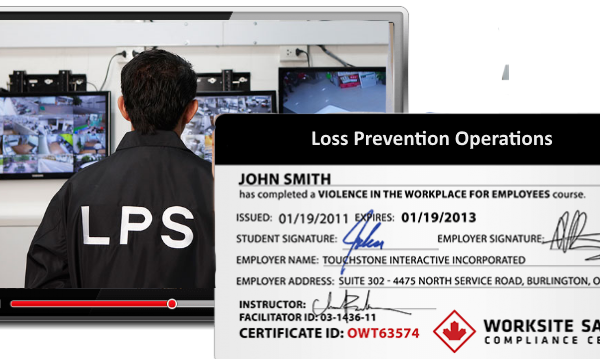 LPS
Loss Prevention Operations
JOHN SMITH
has completed a VIOLENCE IN THE WORKPLACE FOR EMPLOYEES course.
ISSUED: 01/19/2011 EXPIRES: 01/19/2013
STUDENT SIGNATURE: John EMPLOYER SIGNATURE:
EMPLOYER NAME: TOUCHSTONE INTERACTIVE INCORPORATED
EMPLOYER ADDRESS: SUITE 302 - 4475 NORTH SERVICE ROAD, BURLINGTON, O
INSTRUCTOR:
FACILITATOR ID: 03-1436-11
CERTIFICATE ID: OWT63574
WORKSITE SA
COMPLIANCE CE